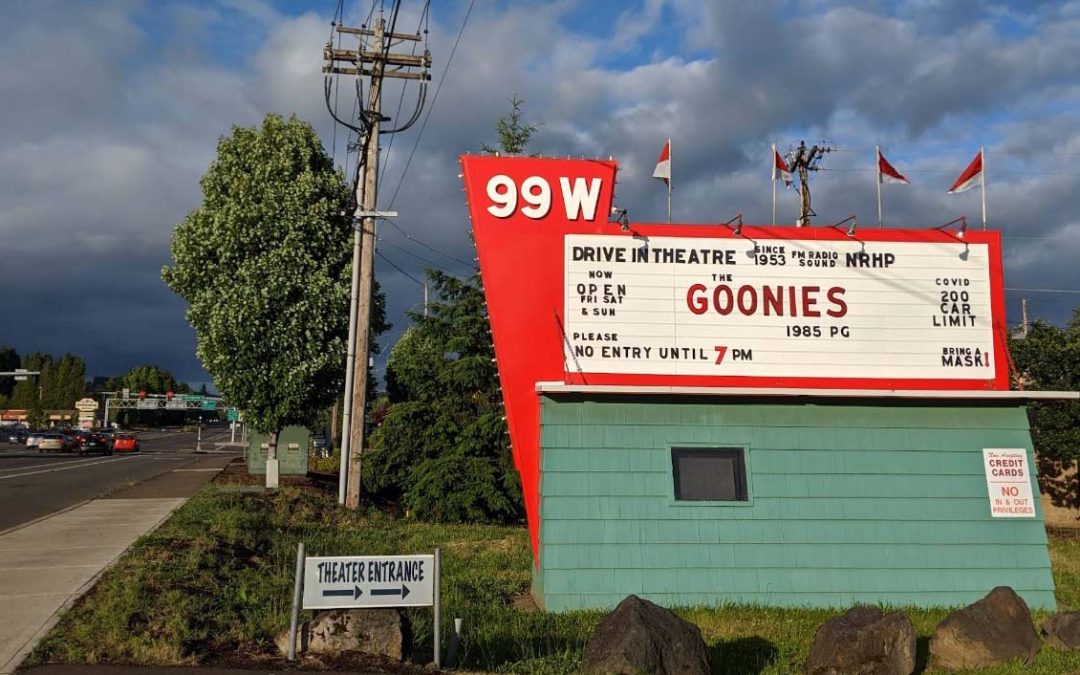 99W
DRIVE IN THEATRE SINCE 1953 FM RADIO SOUND NRHP
NOW
OPEN
FRI SAT
& SUN
THE
GOONIES
1985 PG
COVID
200
CAR
LIMIT
PLEASE
NO ENTRY UNTIL 7 PM
BRING A
MASK!
Now Accepting
CREDIT
CARDS
NO
IN & OUT
PRIVILEGES
THEATER ENTRANCE